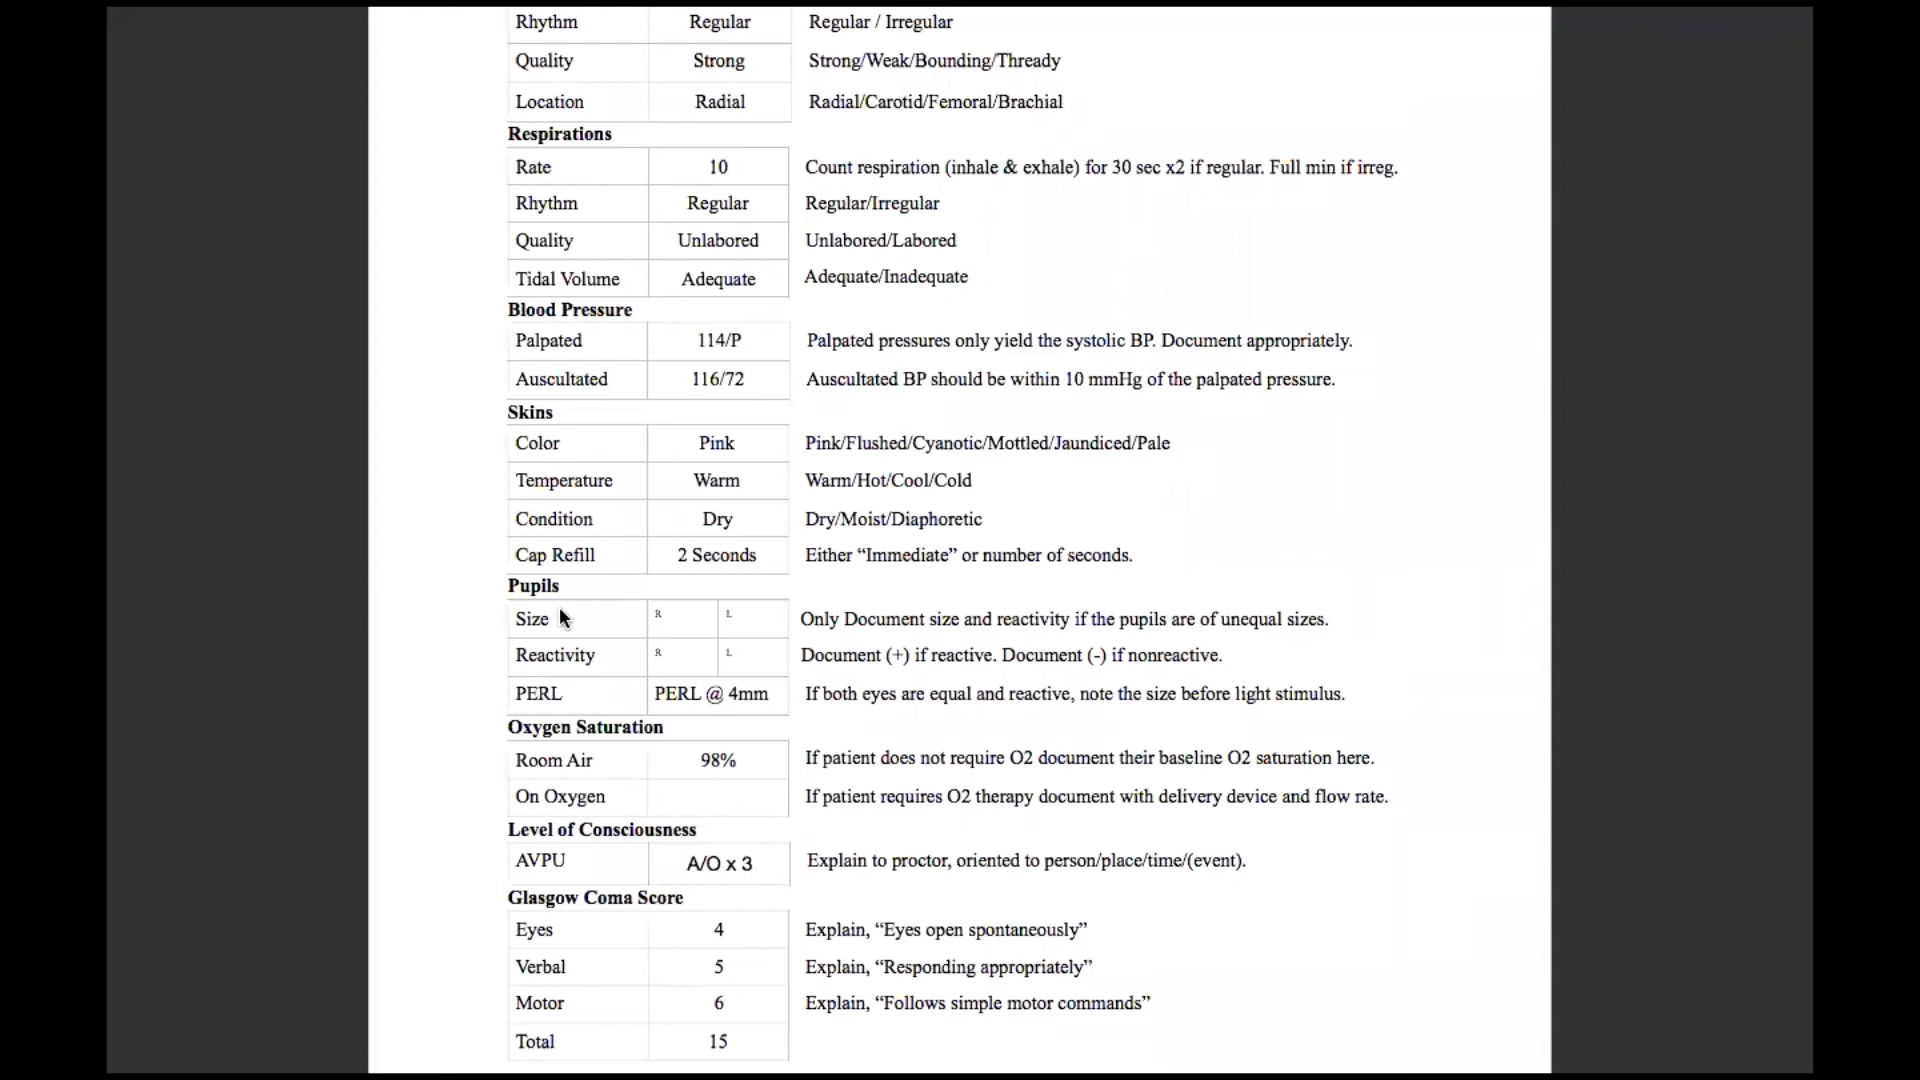 Rhythm Regular Regular / Irregular
Quality Strong Strong/Weak/Bounding/Thready
Location Radial Radial/Carotid/Femoral/Brachial
Respirations
Rate 10 Count respiration (inhale & exhale) for 30 sec x2 if regular. Full min if irreg.
Rhythm Regular Regular/Irregular
Quality Unlabored Unlabored/Labored
Tidal Volume Adequate Adequate/Inadequate
Blood Pressure
Palpated 114/P Palpated pressures only yield the systolic BP. Document appropriately.
Auscultated 116/72 Auscultated BP should be within 10 mmHg of the palpated pressure.
Skins
Color Pink Pink/Flushed/Cyanotic/Mottled/Jaundiced/Pale
Temperature Warm Warm/Hot/Cool/Cold
Condition Dry Dry/Moist/Diaphoretic
Cap Refill 2 Seconds Either “Immediate” or number of seconds.
Pupils
Size R L Only Document size and reactivity if the pupils are of unequal sizes.
Reactivity R L Document (+) if reactive. Document (-) if nonreactive.
PERL PERL @ 4mm If both eyes are equal and reactive, note the size before light stimulus.
Oxygen Saturation
Room Air 98% If patient does not require O2 document their baseline O2 saturation here.
On Oxygen If patient requires O2 therapy document with delivery device and flow rate.
Level of Consciousness
AVPU A/O x 3 Explain to proctor, oriented to person/place/time/(event).
Glasgow Coma Score
Eyes 4 Explain, “Eyes open spontaneously”
Verbal 5 Explain, “Responding appropriately”
Motor 6 Explain, “Follows simple motor commands”
Total 15